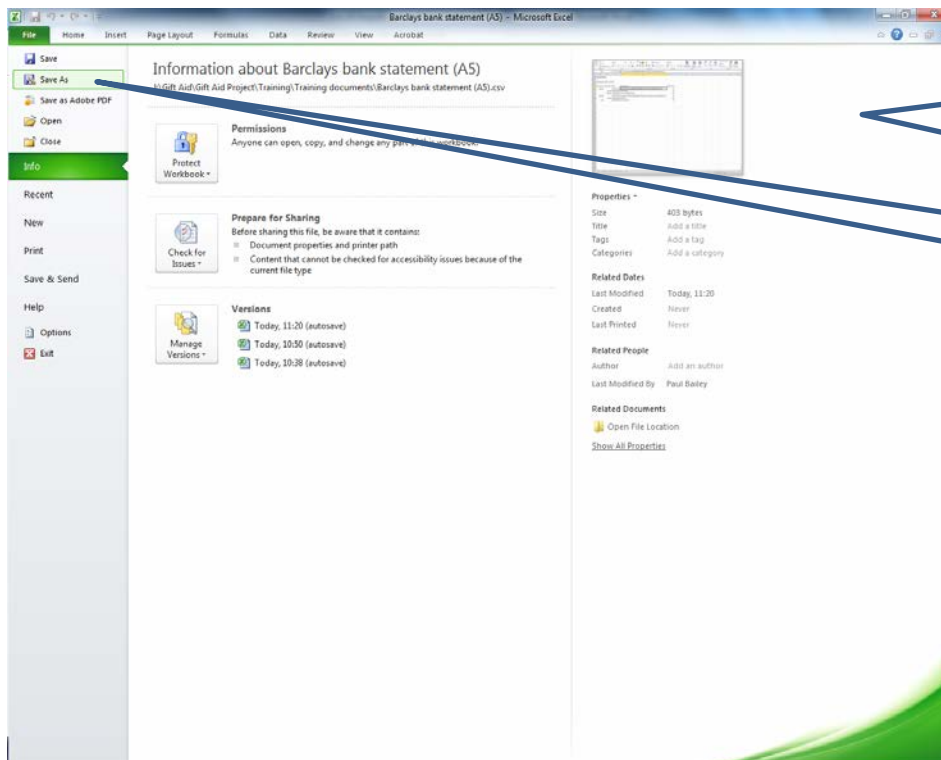 Barclays bank statement (A5) - Microsoft Excel
File Home Insert Page Layout Formulas Data Review View Acrobat
Save
Save As
Save as Adobe PDF
Open
Close
Info
Recent
New
Print
Save & Send
Help
Options
Exit
Information about Barclays bank statement (A5)
\Gift Aid\Gift Aid Project\Training\Training documents\Barclays bank statement (A5).csv
Protect
Workbook
Permissions
Anyone can open, copy, and change any part of this workbook.
Check for
Issues
Prepare for Sharing
Before sharing this file, be aware that it contains:
Document properties and printer path
Content that cannot be checked for accessibility issues because of the
current file type
Manage
Versions
Versions
Today, 11:20 (autosave)
Today, 10:50 (autosave)
Today, 10:38 (autosave)
Properties
Size 403 bytes
Title Add a title
Tags Add a tag
Categories Add a category
Related Dates
Last Modified Today, 11:20
Created Never
Last Printed Never
Related People
Author Add an author
Last Modified By Paul Bailey
Related Documents
Open File Location
Show All Properties